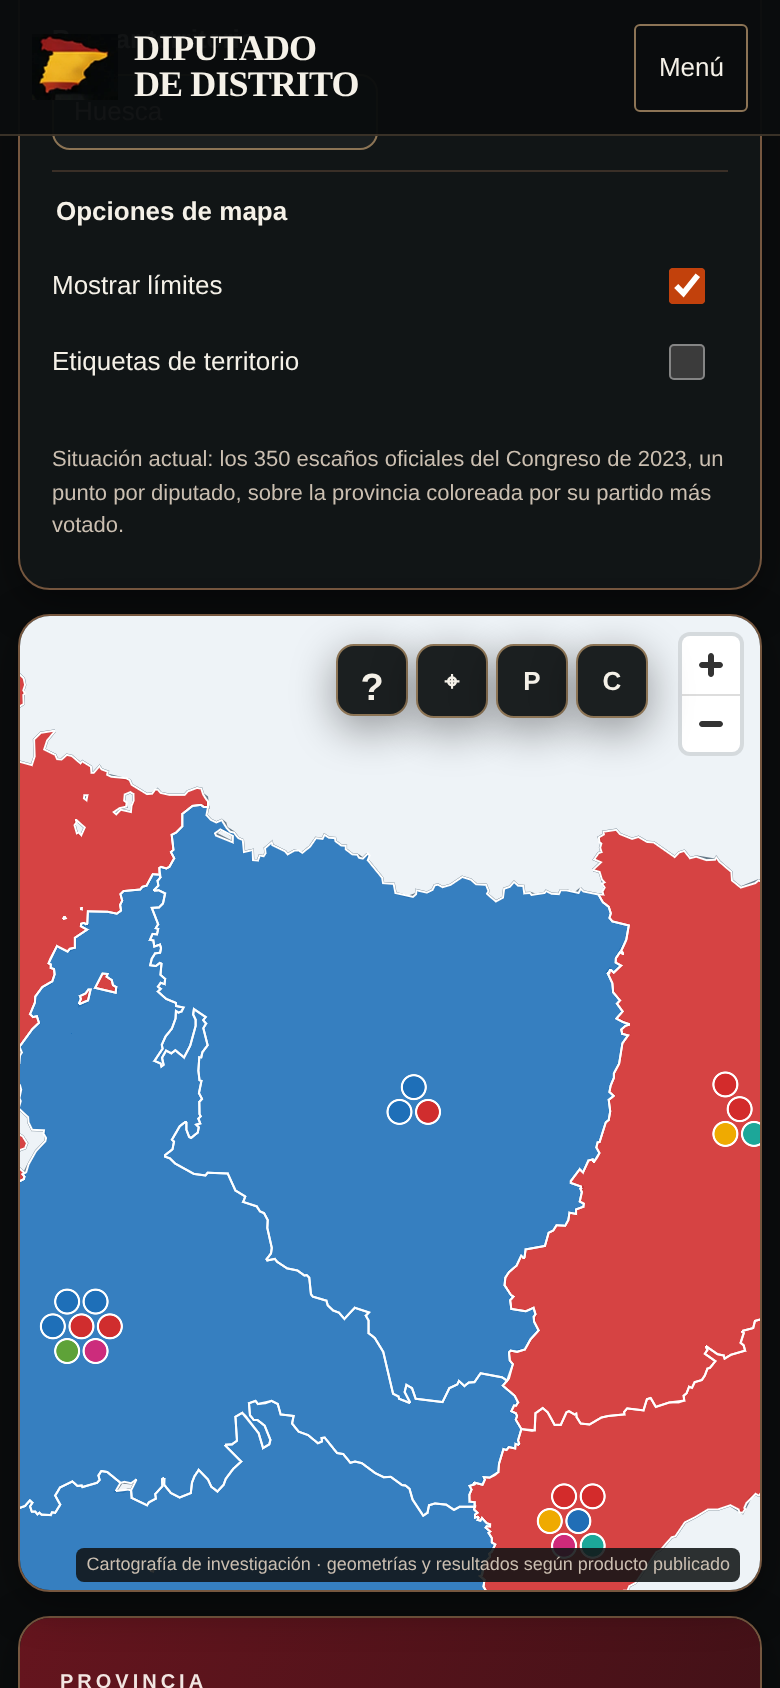 DIPUTADO
DE DISTRITO
Menú
Huesca
Opciones de mapa
Mostrar límites
Etiquetas de territorio
Situación actual: los 350 escaños oficiales del Congreso de 2023, un
punto por diputado, sobre la provincia coloreada por su partido más
votado.
?
⌖
P
C
+
−
Cartografía de investigación · geometrías y resultados según producto publicado
PROVINCIA